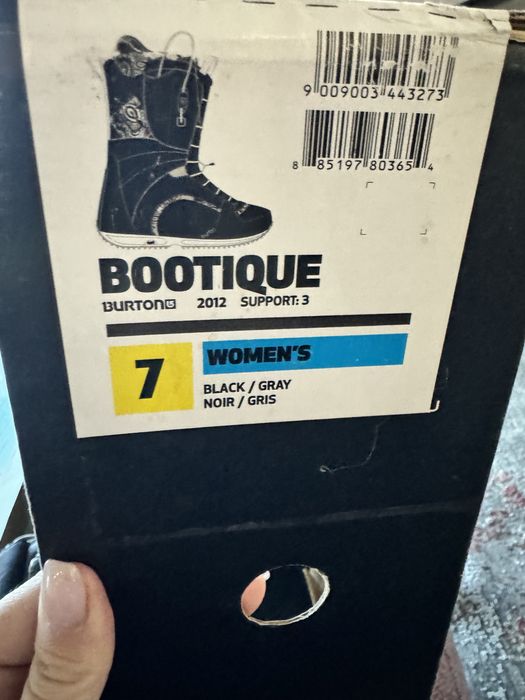 9 009003 443273
8 85197 80365 4
BOOTIQUE
BURTON 2012 SUPPORT: 3
7 WOMEN'S
BLACK / GRAY
NOIR / GRIS